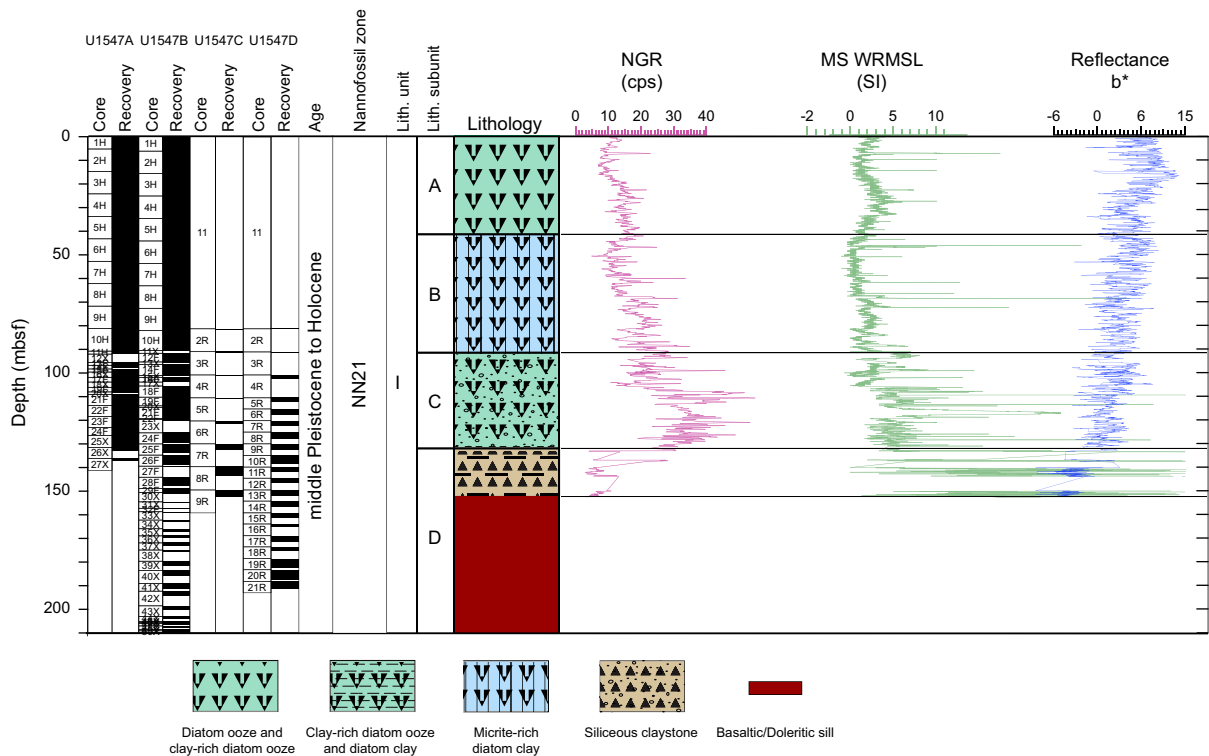 U1547A U1547B U1547C U1547D
Core Recovery Core Recovery Core Recovery Core Recovery Age Nannofossil zone Lith. unit Lith. subunit Lithology
NGR
(cps)
MS WRMSL
(SI)
Reflectance
b*
0 10 20 30 40
-2 0 5 10
-6 0 6 15
Depth (mbsf)
0
50
100
150
200
1H
2H
3H
4H
5H
6H
7H
8H
9H
10H
21F
22F
23F
24F
25X
26X
27X
1H
2H
3H
4H
5H
6H
7H
8H
9H
10H
18F
23X
24F
25F
26F
27F
28F
30X
34X
38X
39X
40X
41X
42X
43X
11
2R
3R
4R
5R
6R
7R
8R
9R
11
2R
3R
4R
5R
6R
7R
8R
9R
10R
11R
12R
13R
14R
15R
16R
17R
18R
19R
20R
21R
middle Pleistocene to Holocene
NN21
I
A
B
C
D
Diatom ooze and
clay-rich diatom ooze
Clay-rich diatom ooze
and diatom clay
Micrite-rich
diatom clay
Siliceous claystone
Basaltic/Doleritic sill